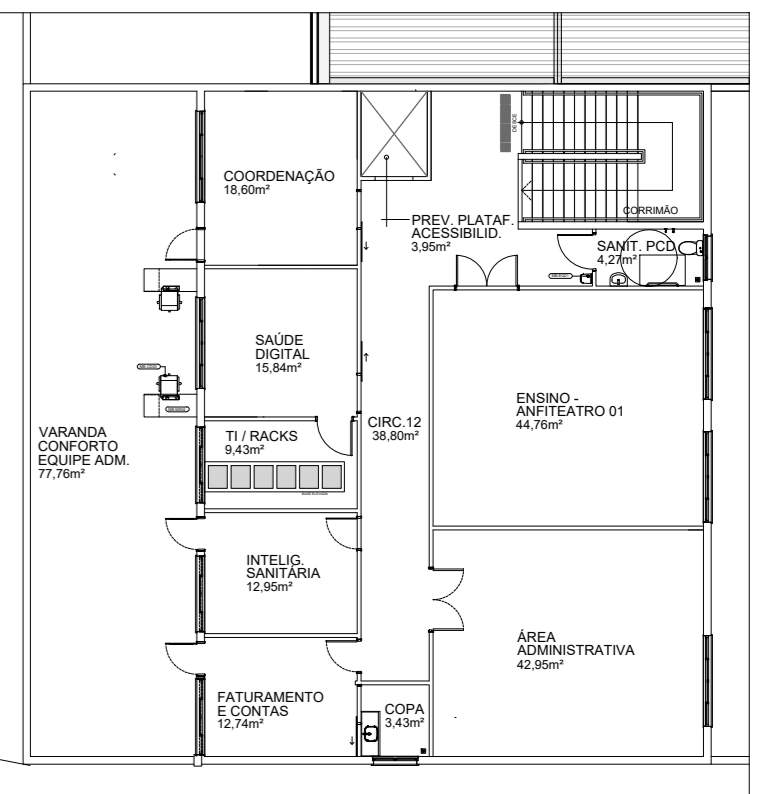 COORDENAÇÃO
18,60m²
DESCE
CORRIMÃO
PREV. PLATAF.
ACESSIBILID.
3,95m²
SANIT. PCD
4,27m²
SAÚDE
DIGITAL
15,84m²
ENSINO -
ANFITEATRO 01
44,76m²
CIRC.12
38,80m²
VARANDA
CONFORTO
EQUIPE ADM.
77,76m²
TI / RACKS
9,43m²
INTELIG.
SANITÁRIA
12,95m²
ÁREA
ADMINISTRATIVA
42,95m²
FATURAMENTO
E CONTAS
12,74m²
COPA
3,43m²